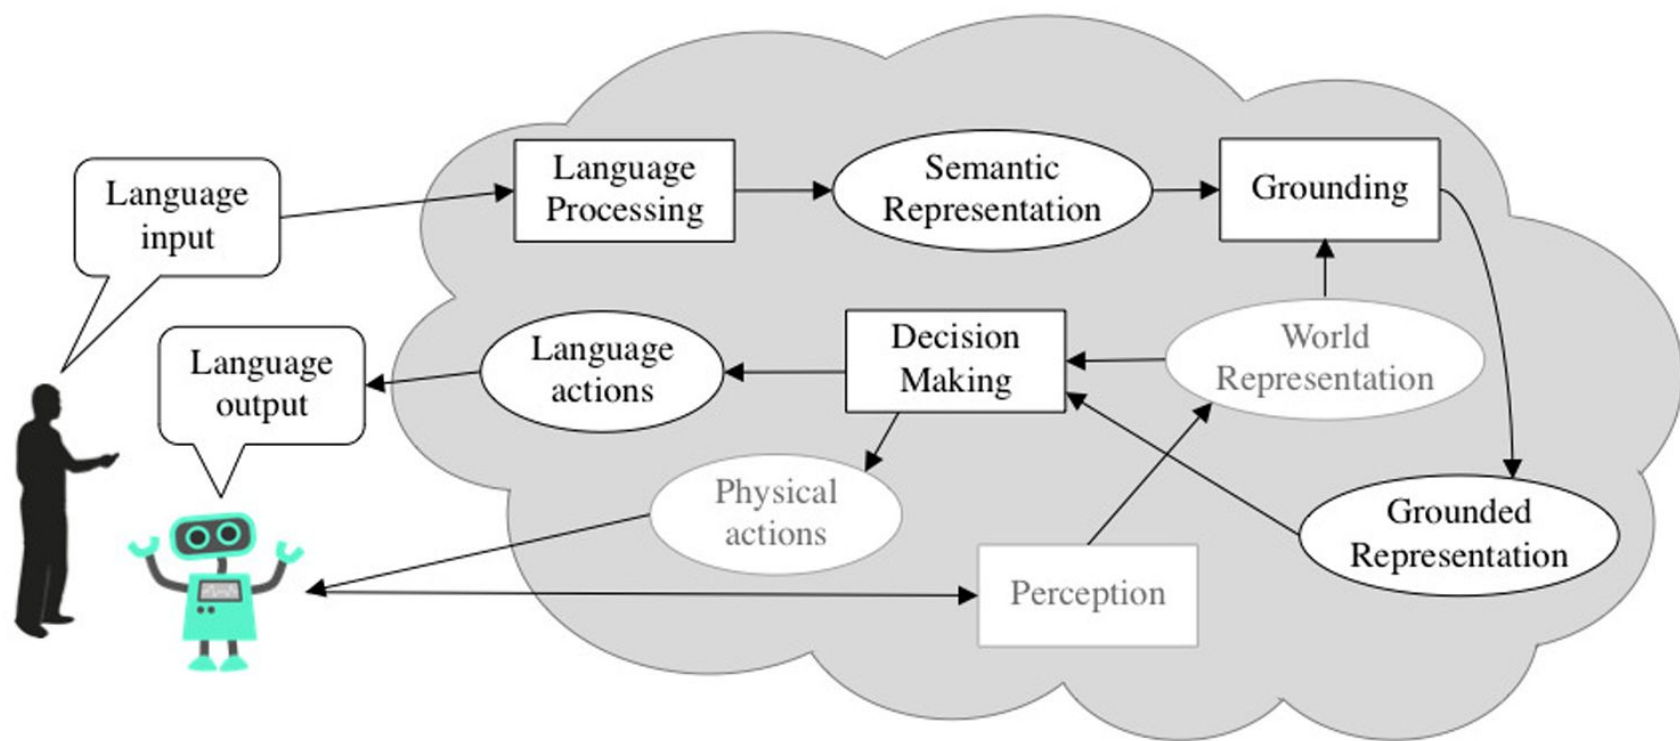 Language
input
Language
Processing
Semantic
Representation
Grounding
Language
output
Language
actions
Decision
Making
World
Representation
Physical
actions
Perception
Grounded
Representation